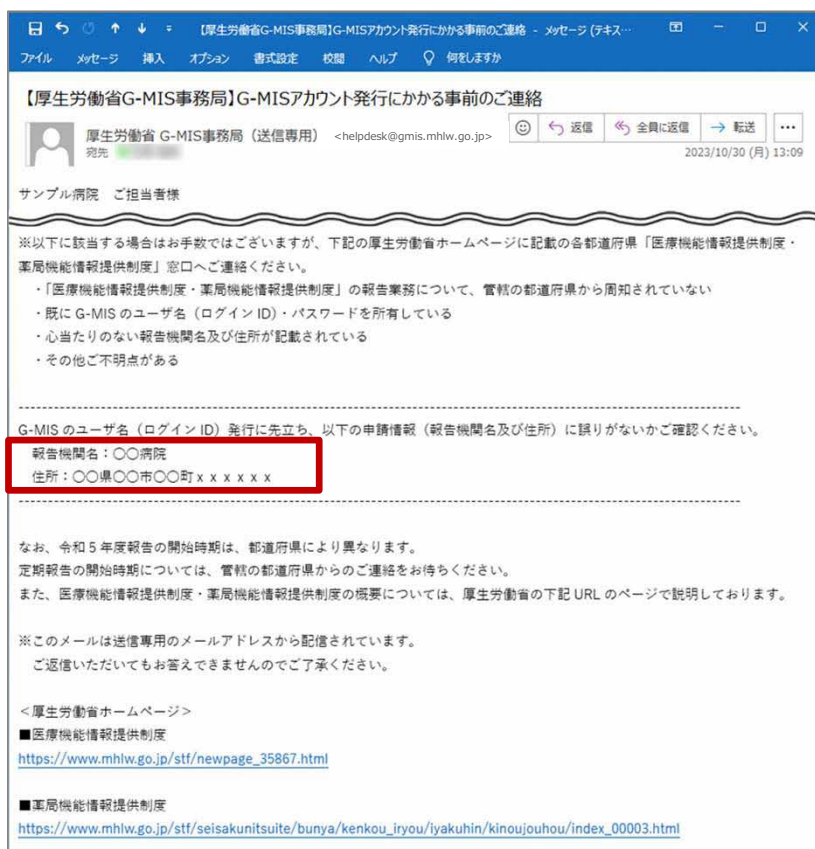 【厚生労働省G-MIS事務局】G-MISアカウント発行にかかる事前のご連絡 - メッセージ (テキス…
ファイル メッセージ 挿入 オプション 書式設定 校閲 ヘルプ 何をしますか
【厚生労働省G-MIS事務局】G-MISアカウント発行にかかる事前のご連絡
返信 全員に返信 転送
厚生労働省 G-MIS事務局（送信専用） <helpdesk@gmis.mhlw.go.jp>
宛先
2023/10/30 (月) 13:09
サンプル病院 ご担当者様
※以下に該当する場合はお手数ではございますが、下記の厚生労働省ホームページに記載の各都道府県「医療機能情報提供制度・
薬局機能情報提供制度」窓口へご連絡ください。
・「医療機能情報提供制度・薬局機能情報提供制度」の報告業務について、管轄の都道府県から周知されていない
・既に G-MIS のユーザ名（ログイン ID）・パスワードを所有している
・心当たりのない報告機関名及び住所が記載されている
・その他ご不明点がある
G-MIS のユーザ名（ログイン ID）発行に先立ち、以下の申請情報（報告機関名及び住所）に誤りがないかご確認ください。
報告機関名：〇〇病院
住所：〇〇県〇〇市〇〇町ｘｘｘｘｘｘ
なお、令和５年度報告の開始時期は、都道府県により異なります。
定期報告の開始時期については、管轄の都道府県からのご連絡をお待ちください。
また、医療機能情報提供制度・薬局機能情報提供制度の概要については、厚生労働省の下記 URL のページで説明しております。
※このメールは送信専用のメールアドレスから配信されています。
ご返信いただいてもお答えできませんのでご了承ください。
＜厚生労働省ホームページ＞
■医療機能情報提供制度
https://www.mhlw.go.jp/stf/newpage_35867.html
■薬局機能情報提供制度
https://www.mhlw.go.jp/stf/seisakunitsuite/bunya/kenkou_iryou/iyakuhin/kinoujouhou/index_00003.html